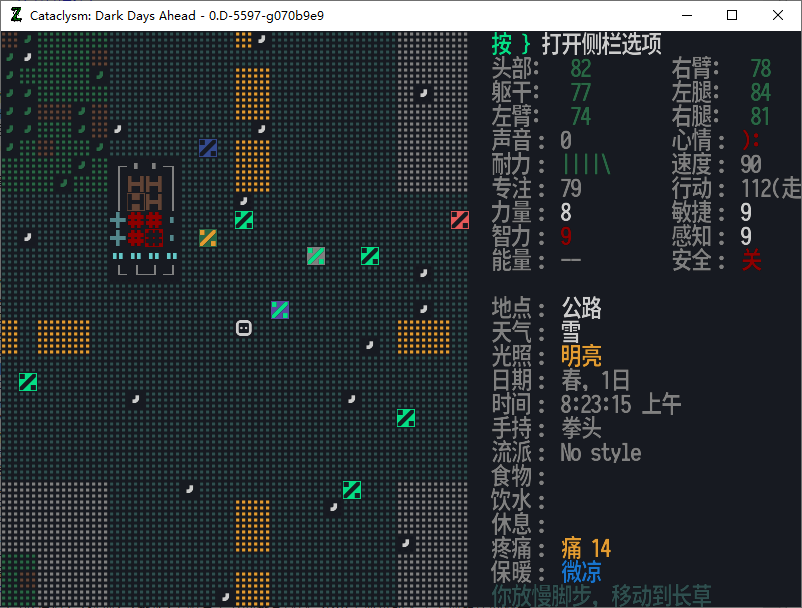 Cataclysm: Dark Days Ahead - 0.D-5597-g070b9e9
按 } 打开侧栏选项
头部: 82 右臂: 78
躯干: 77 左腿: 84
左臂: 74 右腿: 81
声音: 0 心情: ):
耐力: ||||\ 速度: 90
专注: 79 行动: 112(走
力量: 8 敏捷: 9
智力: 9 感知: 9
能量: -- 安全: 关
地点: 公路
天气: 雪
光照: 明亮
日期: 春, 1日
时间: 8:23:15 上午
手持: 拳头
流派: No style
食物:
饮水:
休息:
疼痛: 痛 14
保暖: 微凉
你放慢脚步, 移动到长草